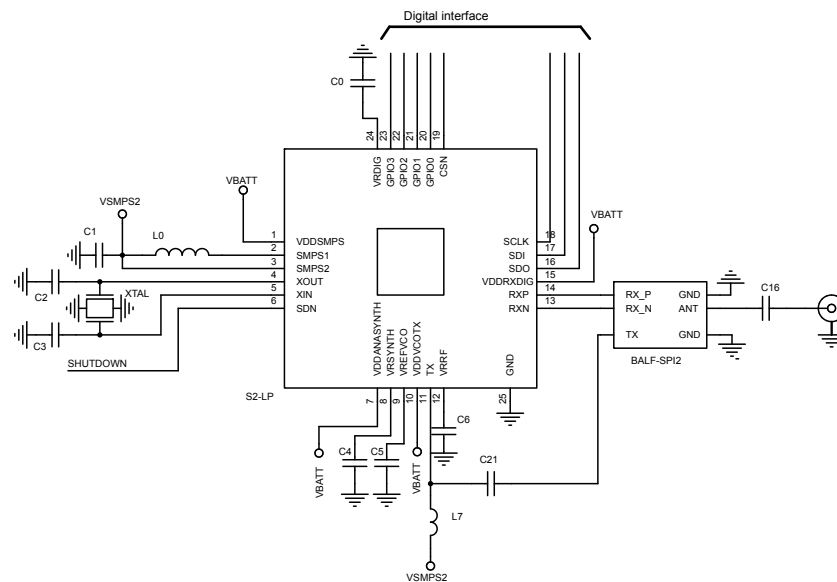 Digital interface
C0
24
23
22
21
20
19
VRDIG
GPIO3
GPIO2
GPIO1
GPIO0
CSN
VBATT
VSMPS2
C1
L0
1
2
3
4
5
6
VDDSMPS
SMPS1
SMPS2
XOUT
XIN
SDN
C2
XTAL
C3
SHUTDOWN
VBATT
18
17
16
15
14
13
SCLK
SDI
SDO
VDDRXDIG
RXP
RXN
RX_P
RX_N
TX
GND
ANT
GND
C16
BALF-SPI2
VDDANASYNTH
VRSYNTH
VREFVCO
VDDVCOTX
TX
VRRF
GND
S2-LP
7
8
9
10
11
12
25
C4
C5
C6
VBATT
VBATT
C21
L7
VSMPS2